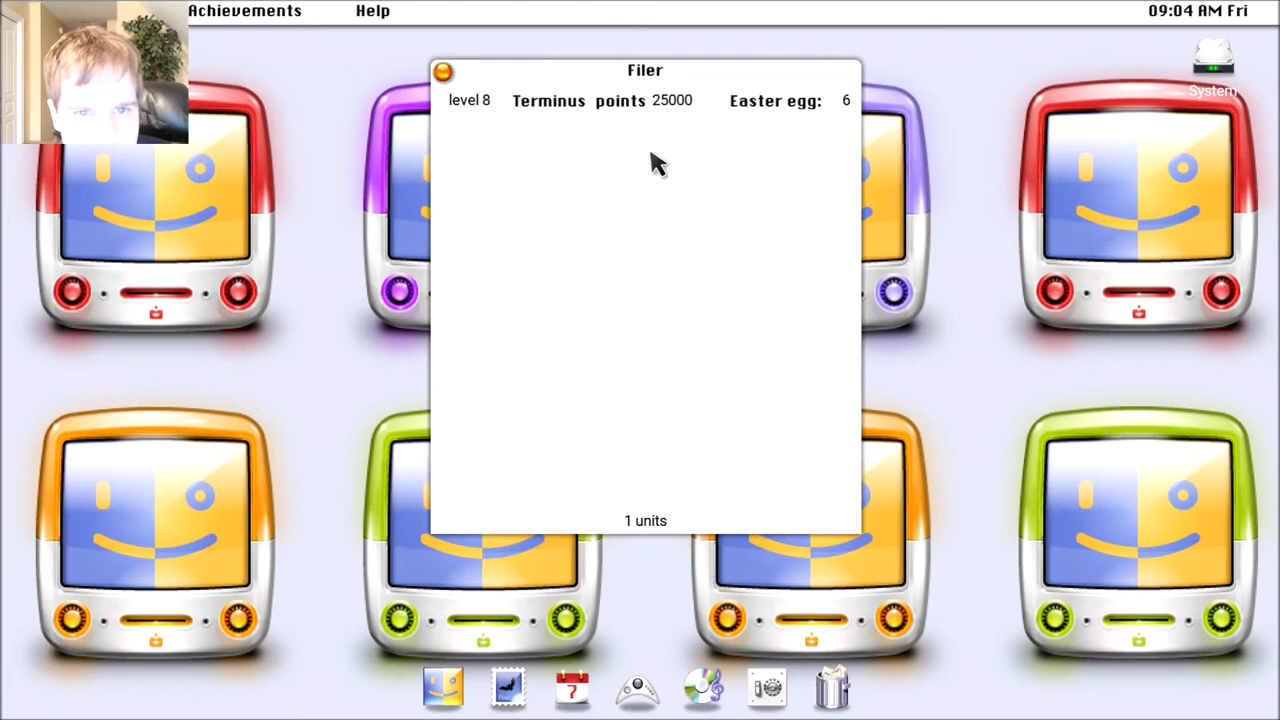 Achievements Help 09:04 AM Fri
Filer
level 8 Terminus points 25000 Easter egg: 6
System
1 units
7